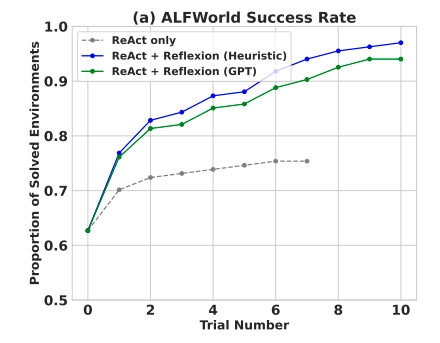 (a) ALFWorld Success Rate
ReAct only
ReAct + Reflexion (Heuristic)
ReAct + Reflexion (GPT)
Proportion of Solved Environments
1.0
0.9
0.8
0.7
0.6
0.5
0 2 4 6 8 10
Trial Number